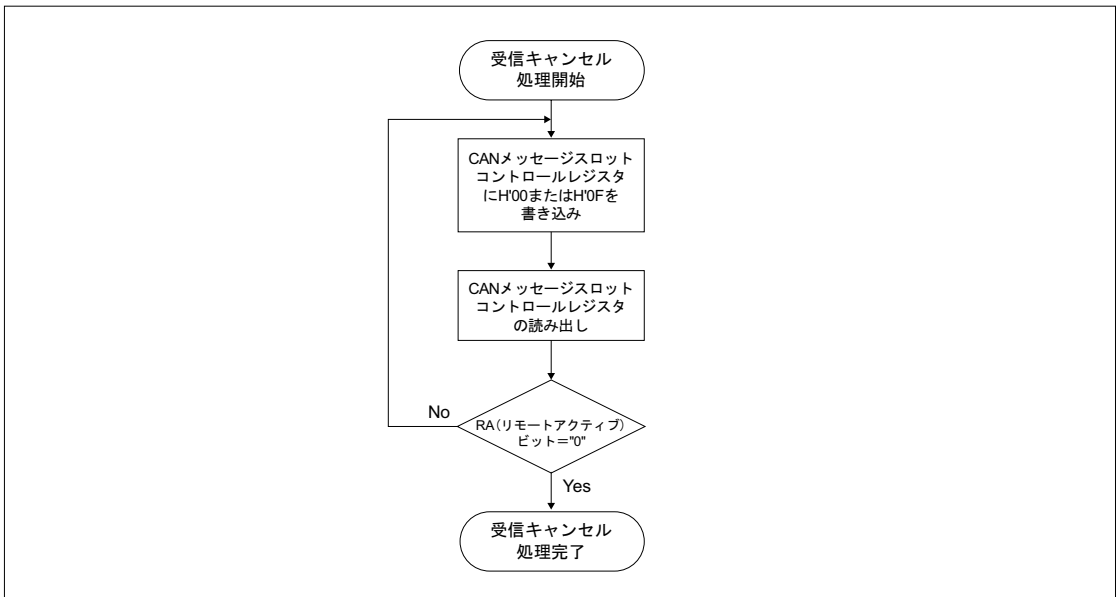 受信キャンセル
処理開始
CANメッセージスロット
コントロールレジスタ
にH'00またはH'0Fを
書き込み
CANメッセージスロット
コントロールレジスタ
の読み出し
No
RA(リモートアクティブ)
ビット="0"
Yes
受信キャンセル
処理完了